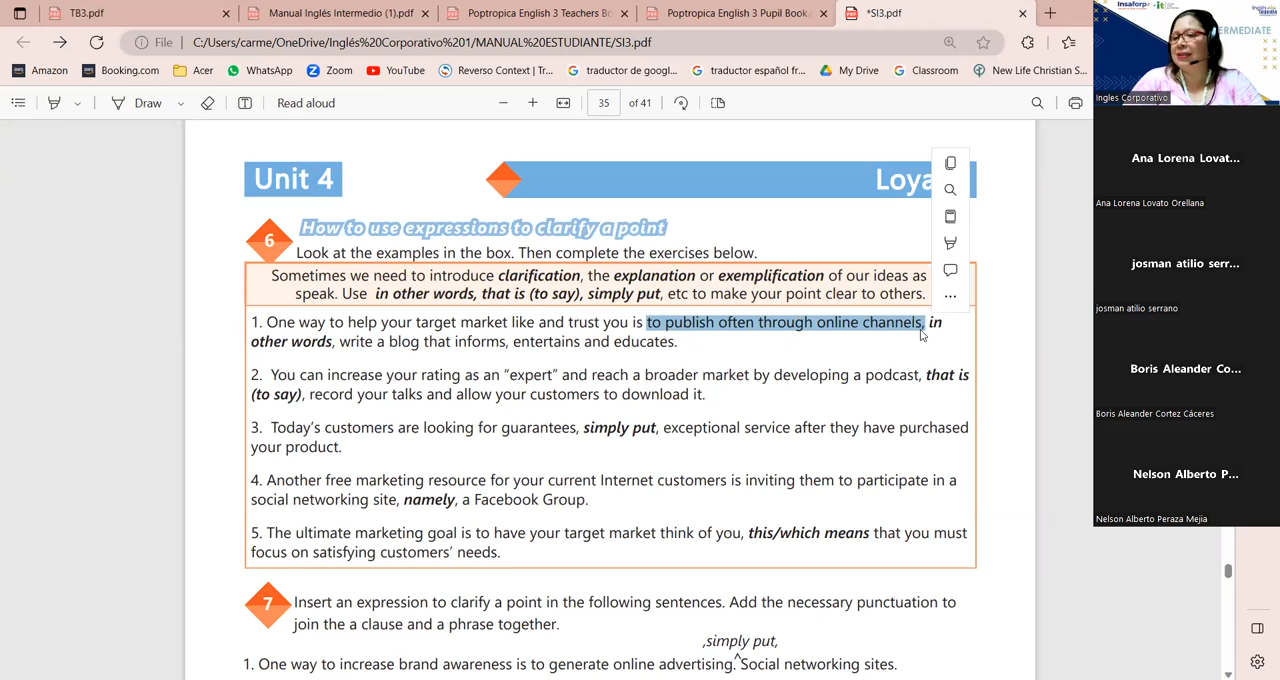 TB3.pdf
Manual Inglés Intermedio (1).pdf
Poptropica English 3 Teachers Bo
Poptropica English 3 Pupil Book.
*SI3.pdf
File
C:/Users/carme/OneDrive/Inglés%20Corporativo%201/MANUAL%20ESTUDIANTE/SI3.pdf
Amazon
Booking.com
Acer
WhatsApp
Zoom
YouTube
Reverso Context | Tr...
traductor de googl...
traductor español fr...
My Drive
Classroom
New Life Christian S...
Draw
Read aloud
35
of 41
Unit 4
Loya
6
How to use expressions to clarify a point
Look at the examples in the box. Then complete the exercises below.
Sometimes we need to introduce clarification, the explanation or exemplification of our ideas as
speak. Use in other words, that is (to say), simply put, etc to make your point clear to others.
1. One way to help your target market like and trust you is to publish often through online channels, in
other words, write a blog that informs, entertains and educates.
2. You can increase your rating as an “expert” and reach a broader market by developing a podcast, that is
(to say), record your talks and allow your customers to download it.
3. Today’s customers are looking for guarantees, simply put, exceptional service after they have purchased
your product.
4. Another free marketing resource for your current Internet customers is inviting them to participate in a
social networking site, namely, a Facebook Group.
5. The ultimate marketing goal is to have your target market think of you, this/which means that you must
focus on satisfying customers’ needs.
7
Insert an expression to clarify a point in the following sentences. Add the necessary punctuation to
join the a clause and a phrase together.
,simply put,
1. One way to increase brand awareness is to generate online advertising. Social networking sites.
Insaforp
ERMEDIATE
Ingles Corporativo
Ana Lorena Lovat...
Ana Lorena Lovato Orellana
josman atilio serr...
josman atilio serrano
Boris Aleander Co...
Boris Aleander Cortez Cáceres
Nelson Alberto P...
Nelson Alberto Peraza Mejia